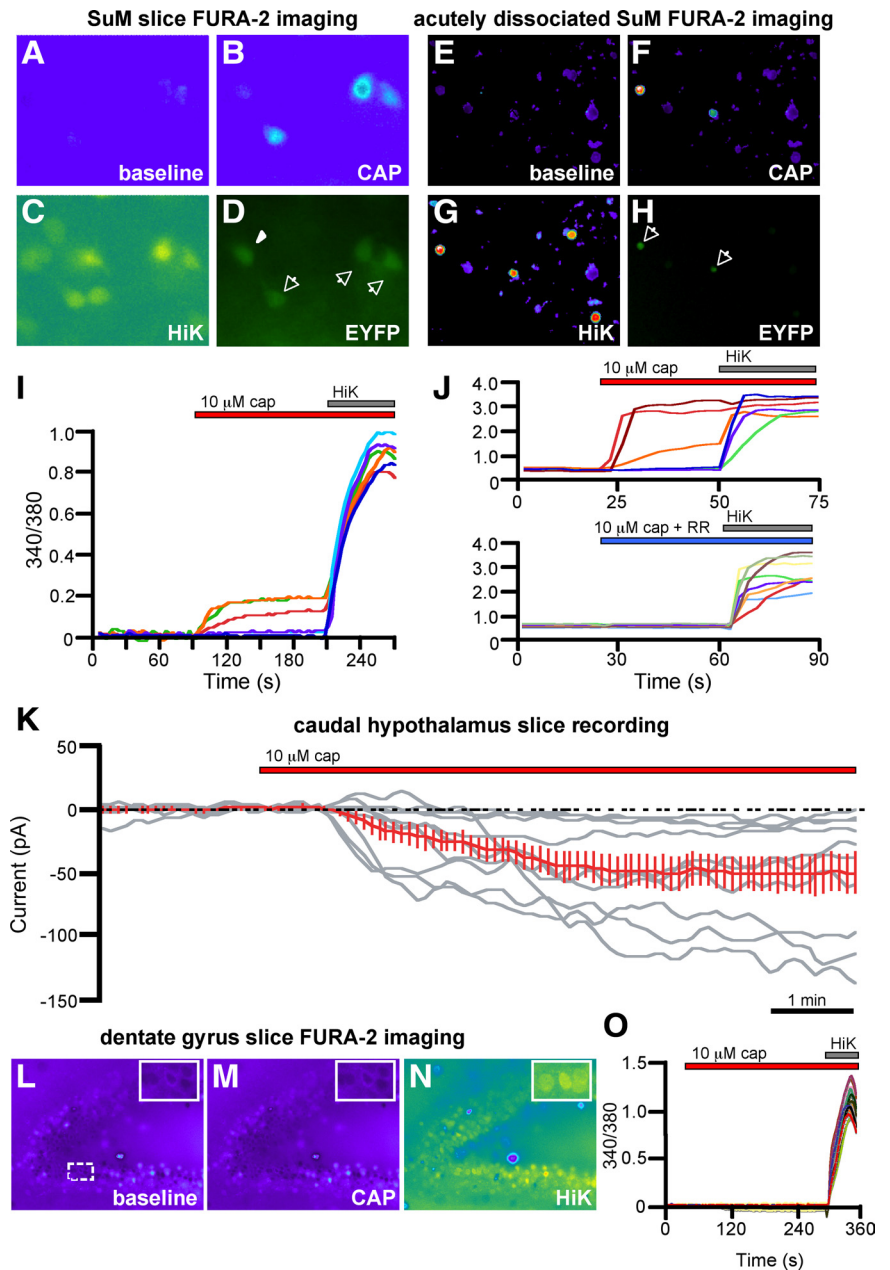 SuM slice FURA-2 imaging
acutely dissociated SuM FURA-2 imaging
A
baseline
B
CAP
E
baseline
F
CAP
C
HiK
D
EYFP
G
HiK
H
EYFP
I
HiK
10 μM cap
1.0
0.8
0.6
0.4
0.2
0
340/380
0 60 120 180 240
Time (s)
J
HiK
10 μM cap
4.0
3.0
2.0
1.0
0
0 25 50 75
HiK
10 μM cap + RR
4.0
3.0
2.0
1.0
0
0 30 60 90
Time (s)
K
caudal hypothalamus slice recording
10 μM cap
50
0
-50
-100
-150
Current (pA)
1 min
dentate gyrus slice FURA-2 imaging
L
baseline
M
CAP
N
HiK
O
HiK
10 μM cap
1.5
1.0
0.5
0
340/380
0 120 240 360
Time (s)